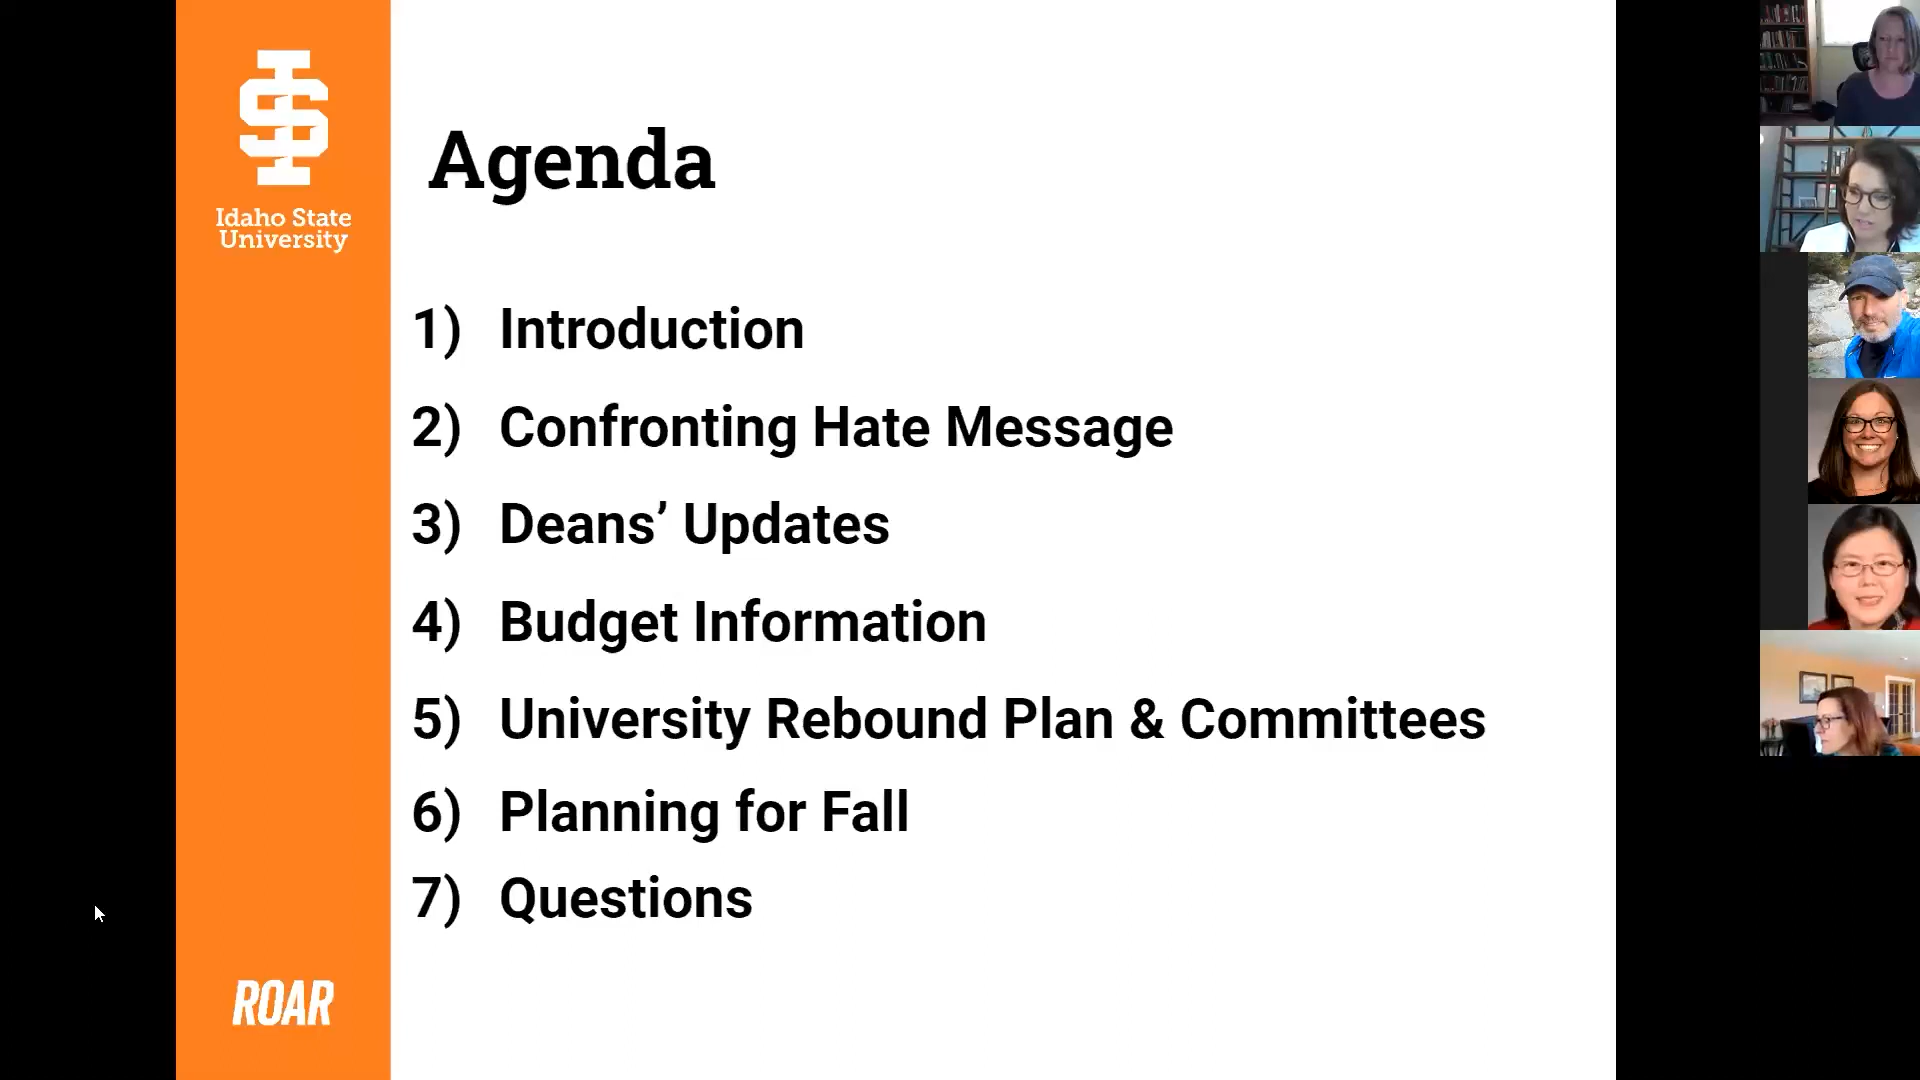 Idaho State
University
Agenda
1) Introduction
2) Confronting Hate Message
3) Deans’ Updates
4) Budget Information
5) University Rebound Plan & Committees
6) Planning for Fall
7) Questions
ROAR